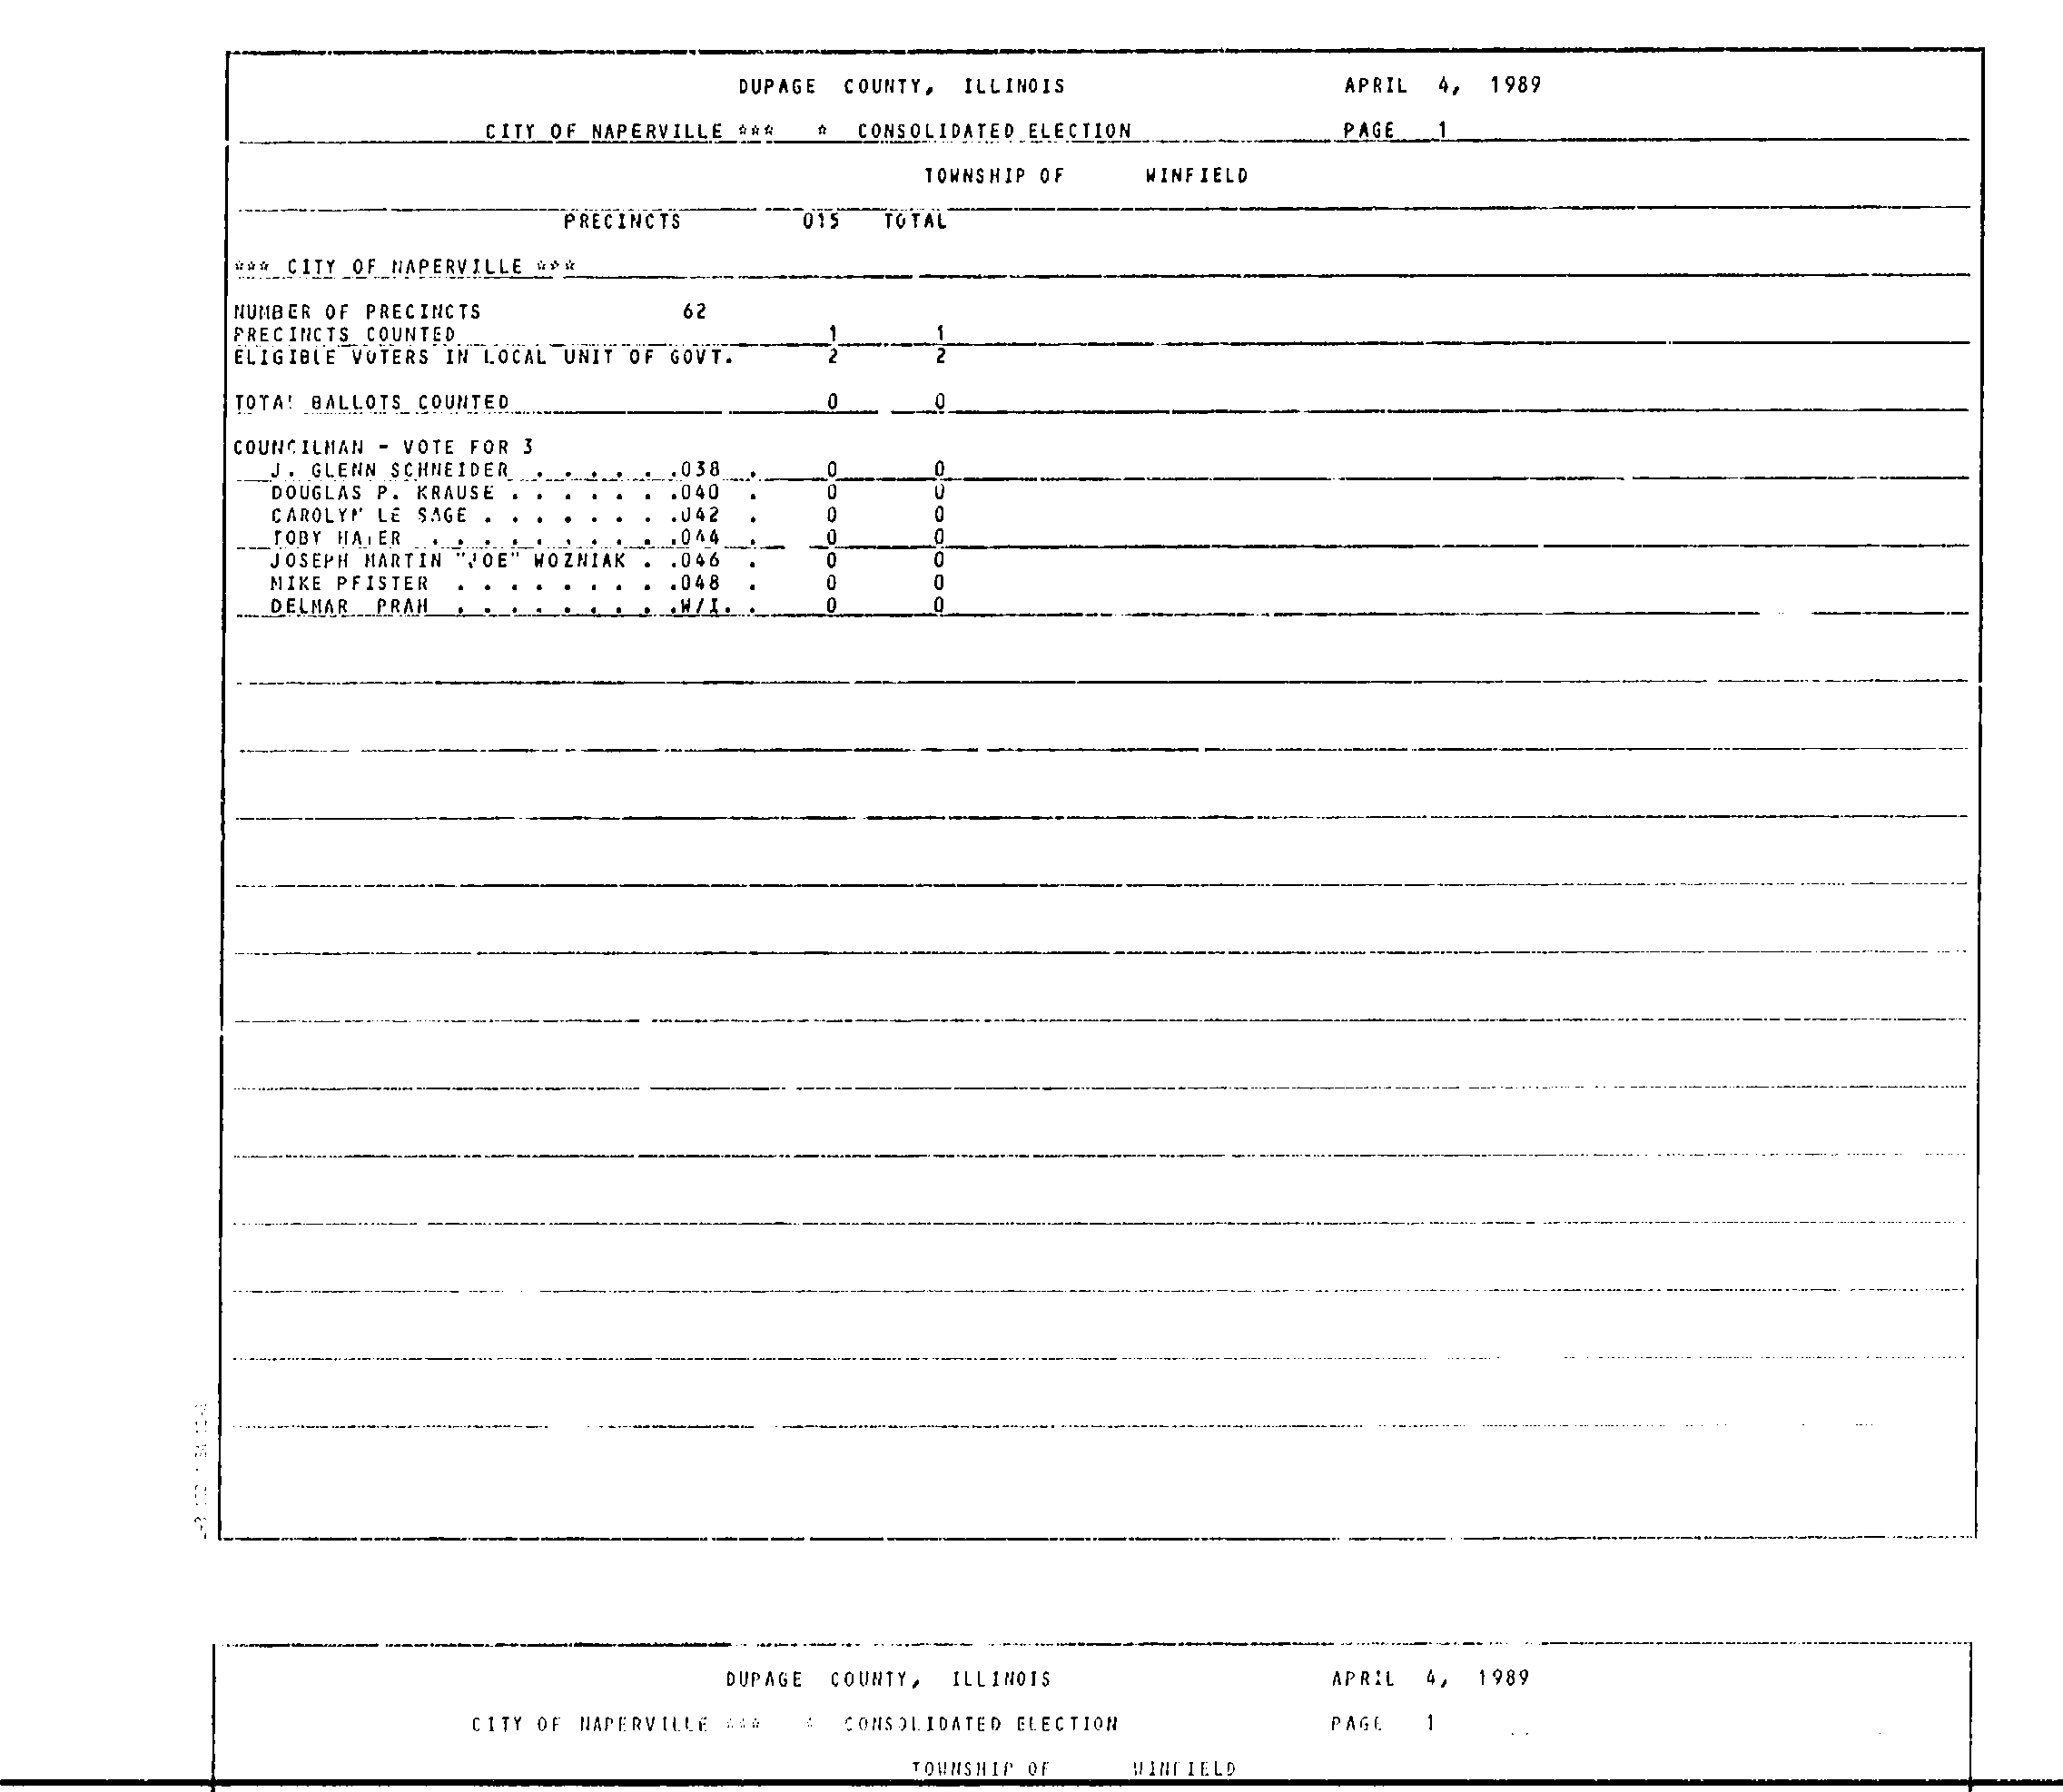 DUPAGE COUNTY, ILLINOIS APRIL 4, 1989
CITY OF NAPERVILLE *** * CONSOLIDATED ELECTION PAGE 1
TOWNSHIP OF WINFIELD
PRECINCTS 015 TOTAL
*** CITY OF NAPERVILLE ***
NUMBER OF PRECINCTS 62
PRECINCTS COUNTED 1 1
ELIGIBLE VOTERS IN LOCAL UNIT OF GOVT. 2 2
TOTAL BALLOTS COUNTED 0 0
COUNCILMAN - VOTE FOR 3
J. GLENN SCHNEIDER . . . . . .038 . 0 0
DOUGLAS P. KRAUSE . . . . . . .040 . 0 0
CAROLYN LE SAGE . . . . . . . .042 . 0 0
TOBY HAYER . . . . . . . . . .044 . 0 0
JOSEPH MARTIN "JOE" WOZNIAK . .046 . 0 0
MIKE PFISTER . . . . . . . . .048 . 0 0
DELMAR PRAH . . . . . . . . .W/I. . 0 0
DUPAGE COUNTY, ILLINOIS APRIL 4, 1989
CITY OF NAPERVILLE *** * CONSOLIDATED ELECTION PAGE 1
TOWNSHIP OF WINFIELD